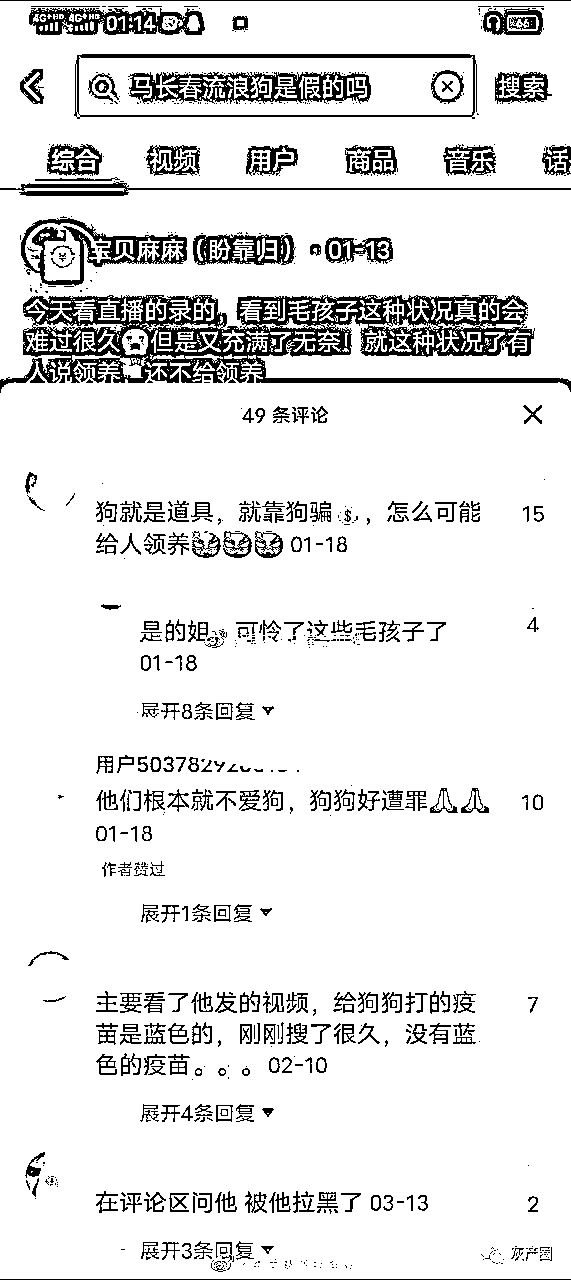 4G+HD 4G+HD 01:14
马长春流浪狗是假的吗 搜索
综合 视频 用户 商品 音乐 话
宝贝麻麻（盼靠归） 01-13
今天看直播的录的，看到毛孩子这种状况真的会
难过很久 但是又充满了无奈！就这种状况了有
人说领养 还不给领养
49 条评论
狗就是道具，就靠狗骗 ，怎么可能 15
给人领养 01-18
是的姐 可怜了这些毛孩子了 4
01-18
展开8条回复
用户50378292
他们根本就不爱狗，狗狗好遭罪🙏🙏 10
01-18
作者赞过
展开1条回复
主要看了他发的视频，给狗狗打的疫 7
苗是蓝色的，刚刚搜了很久，没有蓝
色的疫苗。。。 02-10
展开4条回复
在评论区问他 被他拉黑了 03-13 2
展开3条回复
灰产圈